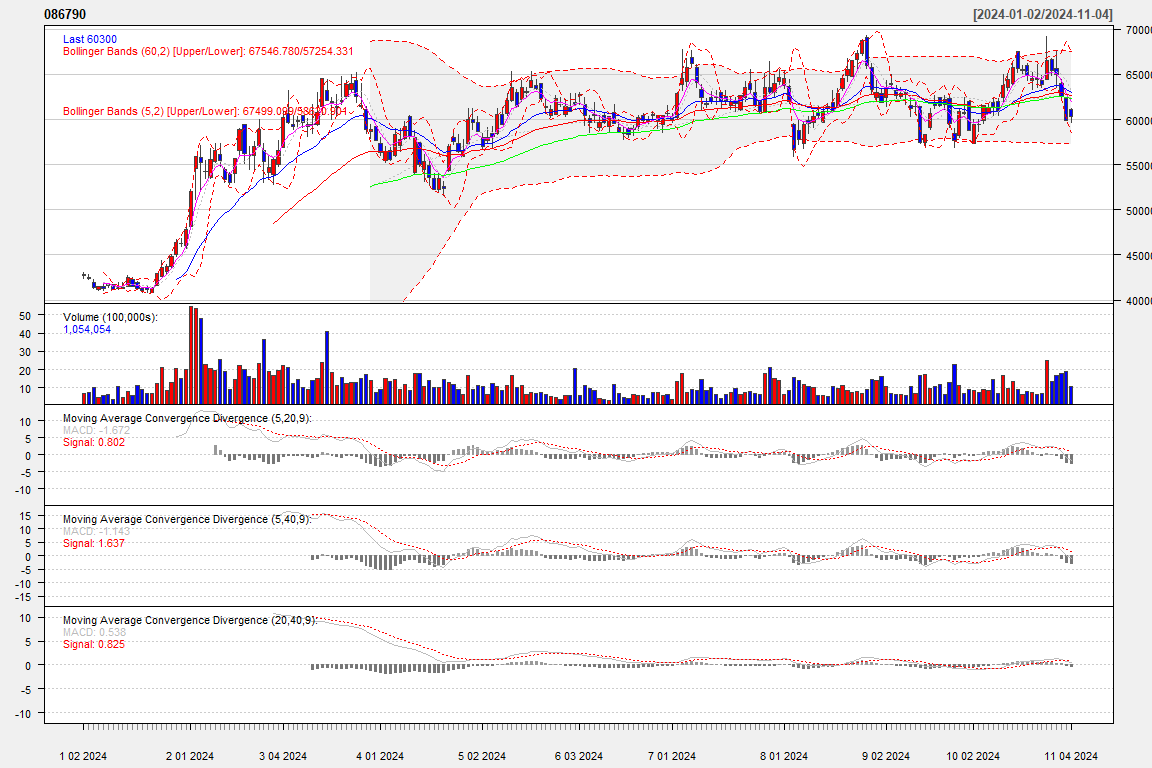 086790 [2024-01-02/2024-11-04]
Last 60300
Bollinger Bands (60,2) [Upper/Lower]: 67546.780/57254.331
Bollinger Bands (5,2) [Upper/Lower]:
70000
65000
60000
55000
50000
45000
40000
Volume (100,000s):
1,054,054
50
40
30
20
10
Moving Average Convergence Divergence (5,20,9):
MACD: -1.672
Signal: 0.802
10
5
0
-5
-10
Moving Average Convergence Divergence (5,40,9):
MACD: -1.143
Signal: 1.637
15
10
5
0
-5
-10
-15
Moving Average Convergence Divergence (20,40,9):
MACD: 0.538
Signal: 0.825
10
5
0
-5
-10
1 02 2024 2 01 2024 3 04 2024 4 01 2024 5 02 2024 6 03 2024 7 01 2024 8 01 2024 9 02 2024 10 02 2024 11 04 2024